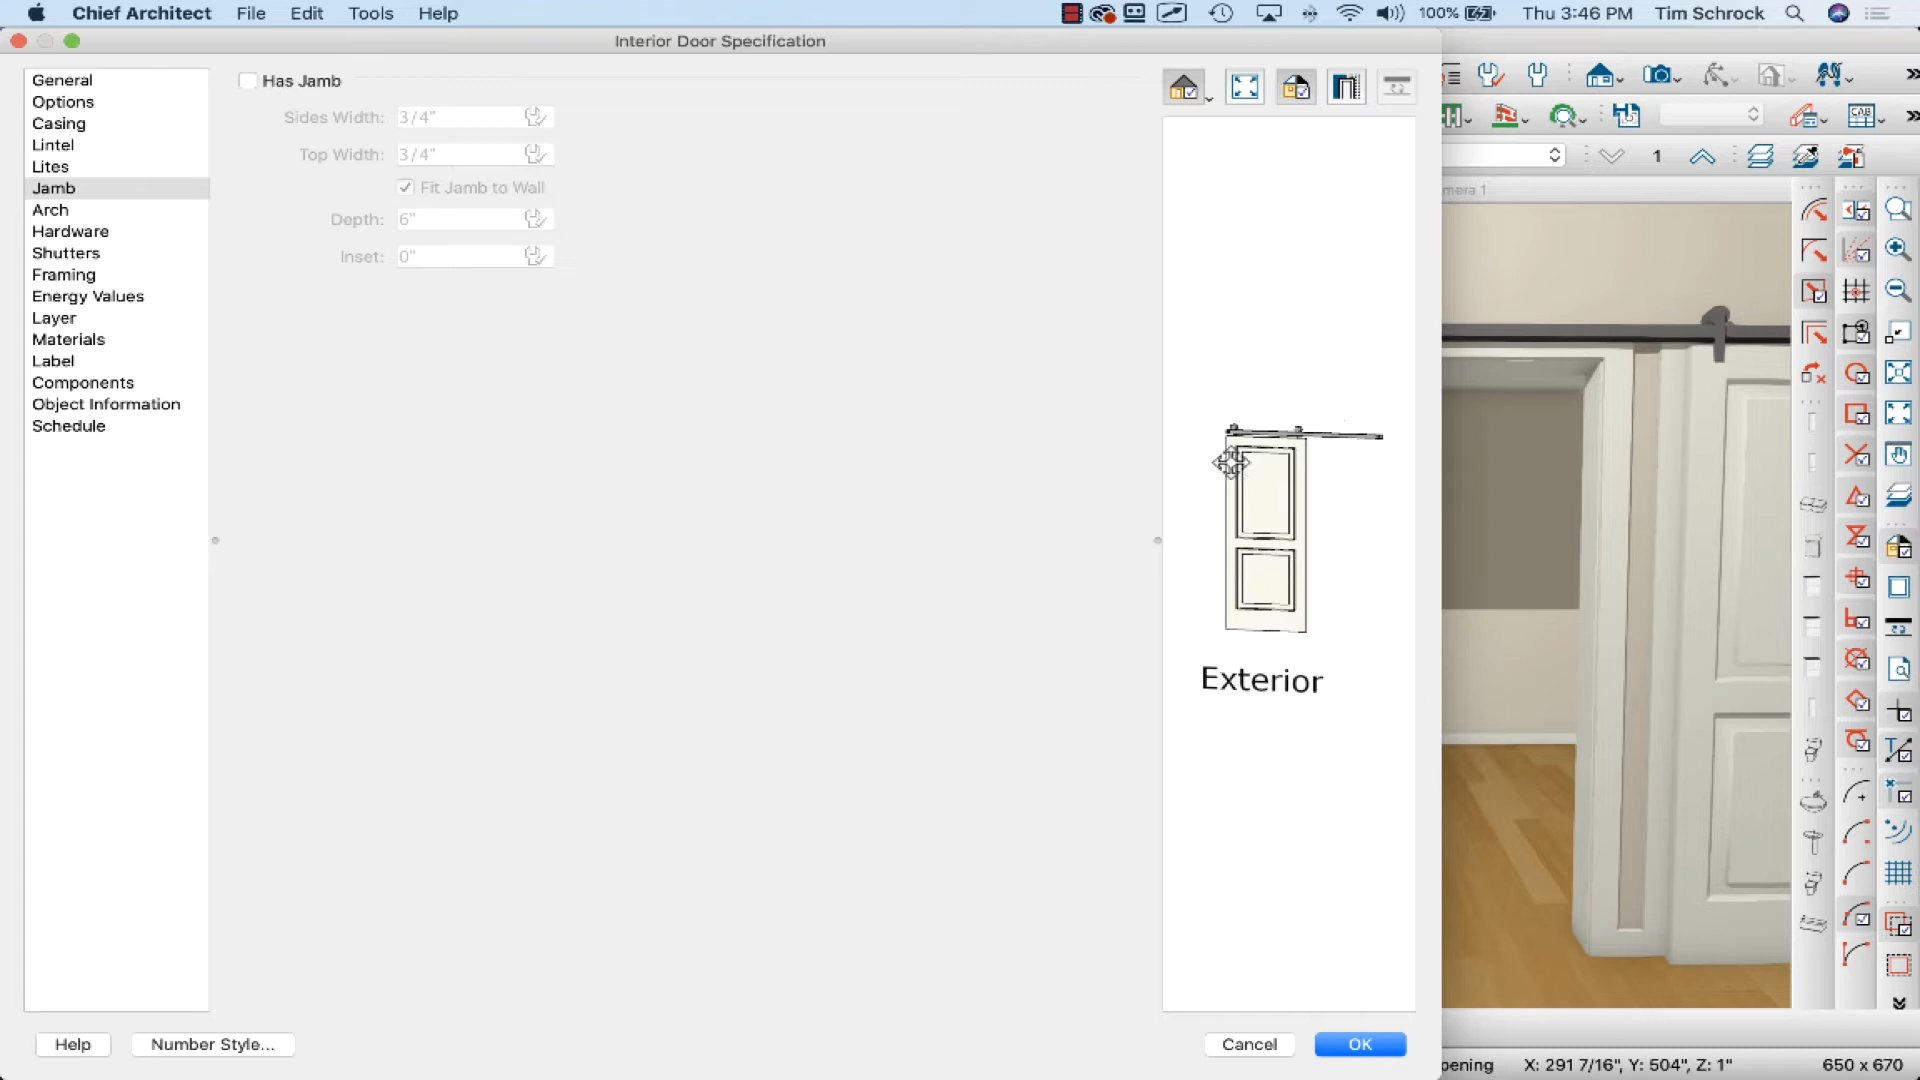 Chief Architect File Edit Tools Help 100% Thu 3:46 PM Tim Schrock
Interior Door Specification
General
Options
Casing
Lintel
Lites
Jamb
Arch
Hardware
Shutters
Framing
Energy Values
Layer
Materials
Label
Components
Object Information
Schedule
Has Jamb
Sides Width: 3/4"
Top Width: 3/4"
Fit Jamb to Wall
Depth: 6"
Inset: 0"
Exterior
CAB
1
mera 1
Help Number Style... Cancel OK
pening X: 291 7/16", Y: 504", Z: 1" 650 x 670